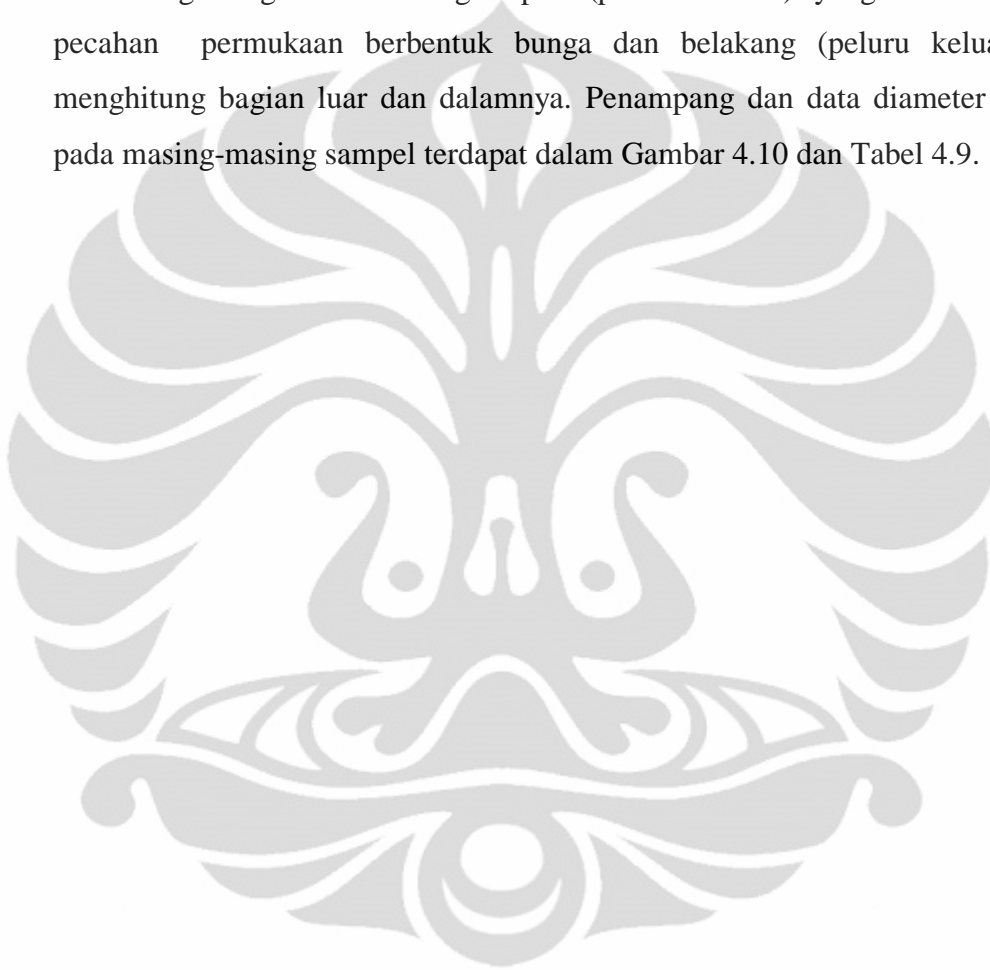 pecahan permukaan berbentuk bunga dan belakang (peluru kelua
menghitung bagian luar dan dalamnya. Penampang dan data diameter
pada masing-masing sampel terdapat dalam Gambar 4.10 dan Tabel 4.9.